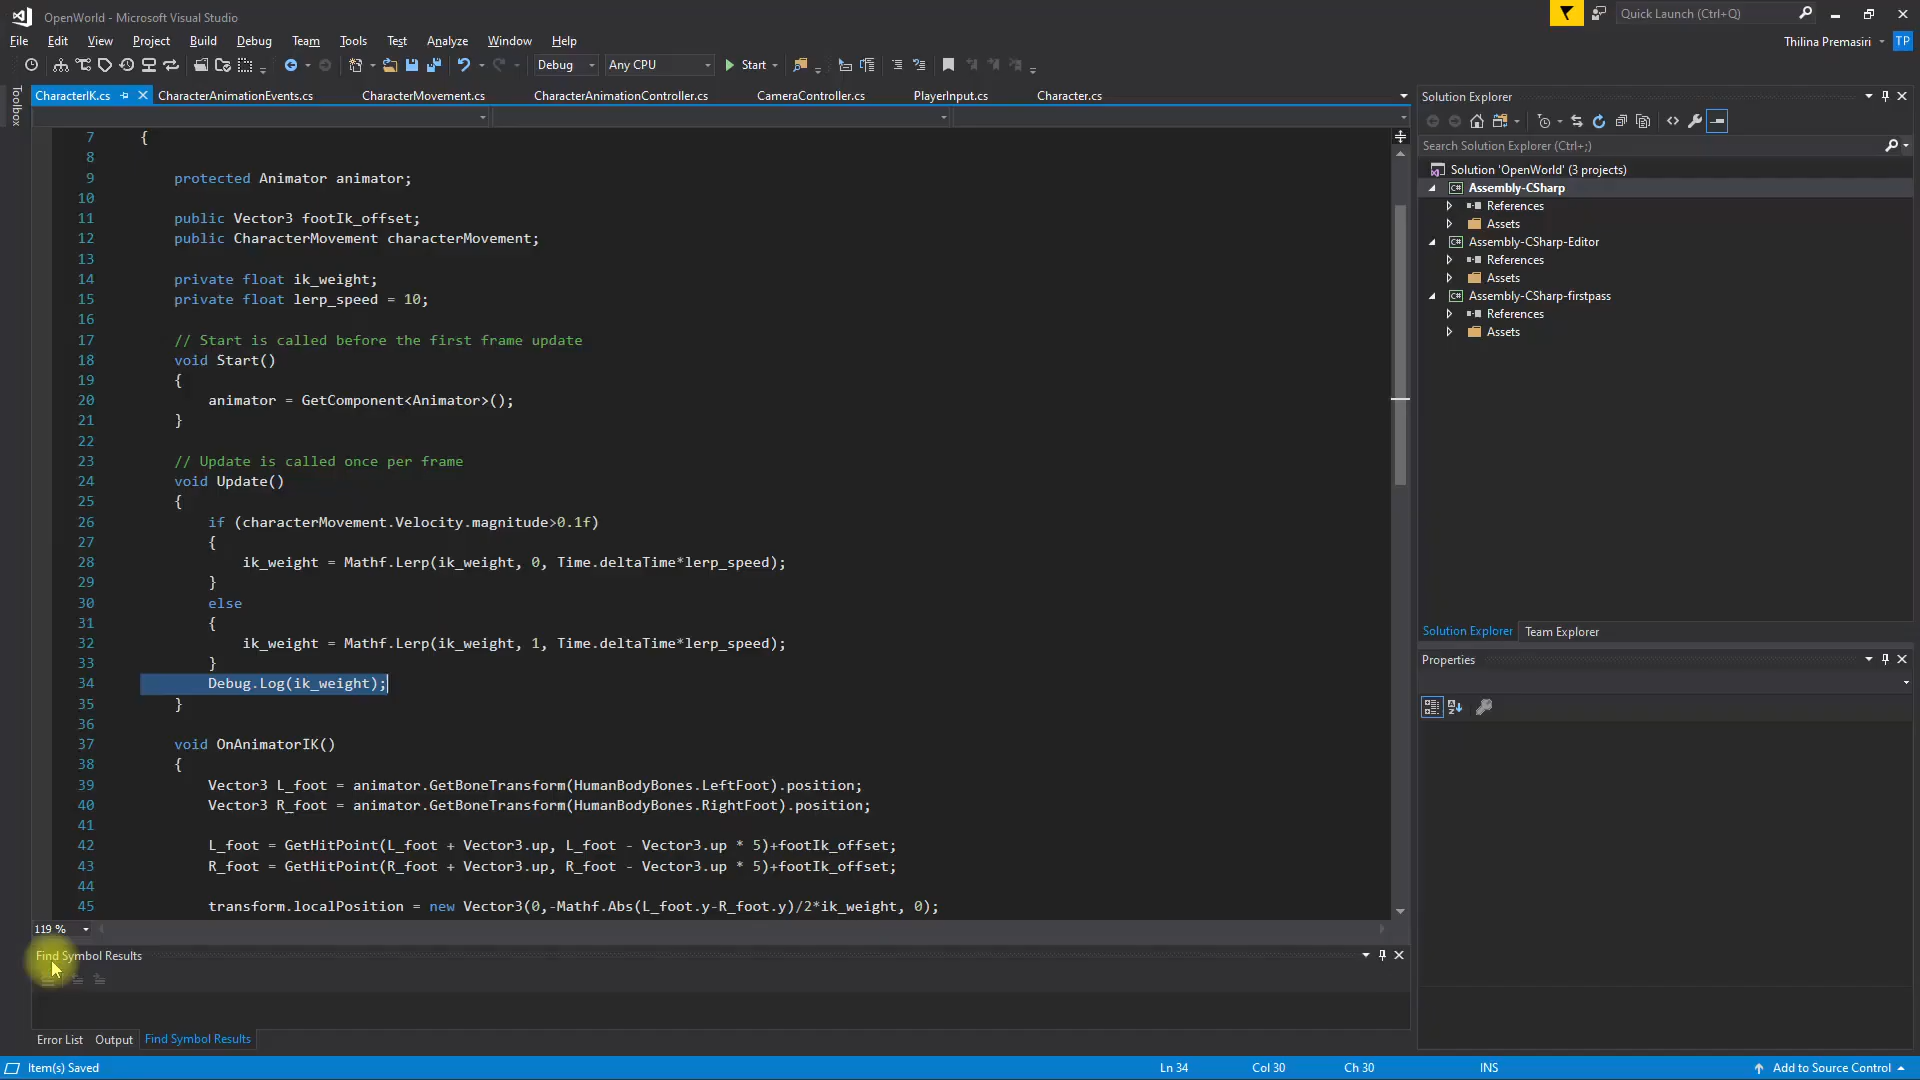 OpenWorld - Microsoft Visual Studio
Quick Launch (Ctrl+Q)
File Edit View Project Build Debug Team Tools Test Analyze Window Help
Thilina Premasiri TP
Debug Any CPU Start
Toolbox
CharacterIK.cs CharacterAnimationEvents.cs CharacterMovement.cs CharacterAnimationController.cs CameraController.cs PlayerInput.cs Character.cs
7 {
8
9 protected Animator animator;
10
11 public Vector3 footIk_offset;
12 public CharacterMovement characterMovement;
13
14 private float ik_weight;
15 private float lerp_speed = 10;
16
17 // Start is called before the first frame update
18 void Start()
19 {
20 animator = GetComponent<Animator>();
21 }
22
23 // Update is called once per frame
24 void Update()
25 {
26 if (characterMovement.Velocity.magnitude>0.1f)
27 {
28 ik_weight = Mathf.Lerp(ik_weight, 0, Time.deltaTime*lerp_speed);
29 }
30 else
31 {
32 ik_weight = Mathf.Lerp(ik_weight, 1, Time.deltaTime*lerp_speed);
33 }
34 Debug.Log(ik_weight);
35 }
36
37 void OnAnimatorIK()
38 {
39 Vector3 L_foot = animator.GetBoneTransform(HumanBodyBones.LeftFoot).position;
40 Vector3 R_foot = animator.GetBoneTransform(HumanBodyBones.RightFoot).position;
41
42 L_foot = GetHitPoint(L_foot + Vector3.up, L_foot - Vector3.up * 5)+footIk_offset;
43 R_foot = GetHitPoint(R_foot + Vector3.up, R_foot - Vector3.up * 5)+footIk_offset;
44
45 transform.localPosition = new Vector3(0,-Mathf.Abs(L_foot.y-R_foot.y)/2*ik_weight, 0);
119 %
Find Symbol Results
Error List Output Find Symbol Results
Solution Explorer
Search Solution Explorer (Ctrl+;)
Solution 'OpenWorld' (3 projects)
C# Assembly-CSharp
References
Assets
C# Assembly-CSharp-Editor
References
Assets
C# Assembly-CSharp-firstpass
References
Assets
Solution Explorer Team Explorer
Properties
Item(s) Saved Ln 34 Col 30 Ch 30 INS Add to Source Control